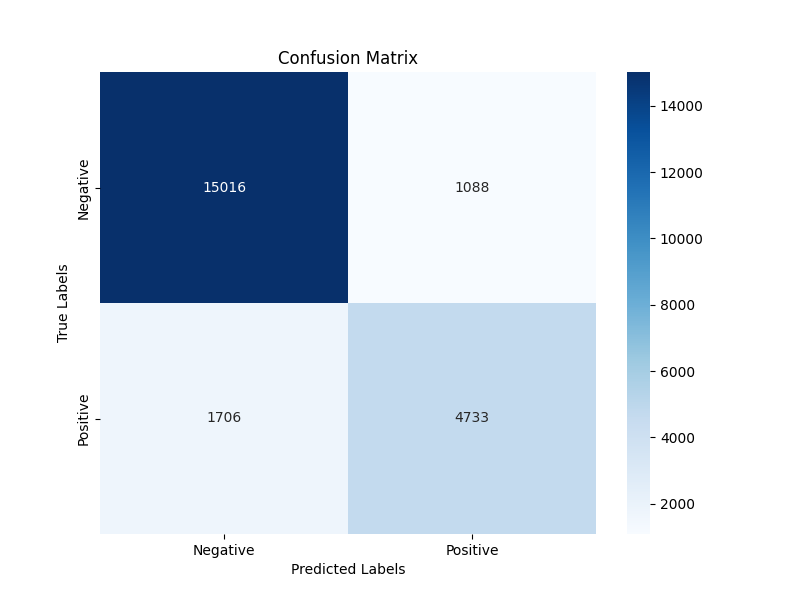 Confusion Matrix
True Labels
Negative
Positive
15016
1088
1706
4733
Negative
Positive
Predicted Labels
14000
12000
10000
8000
6000
4000
2000